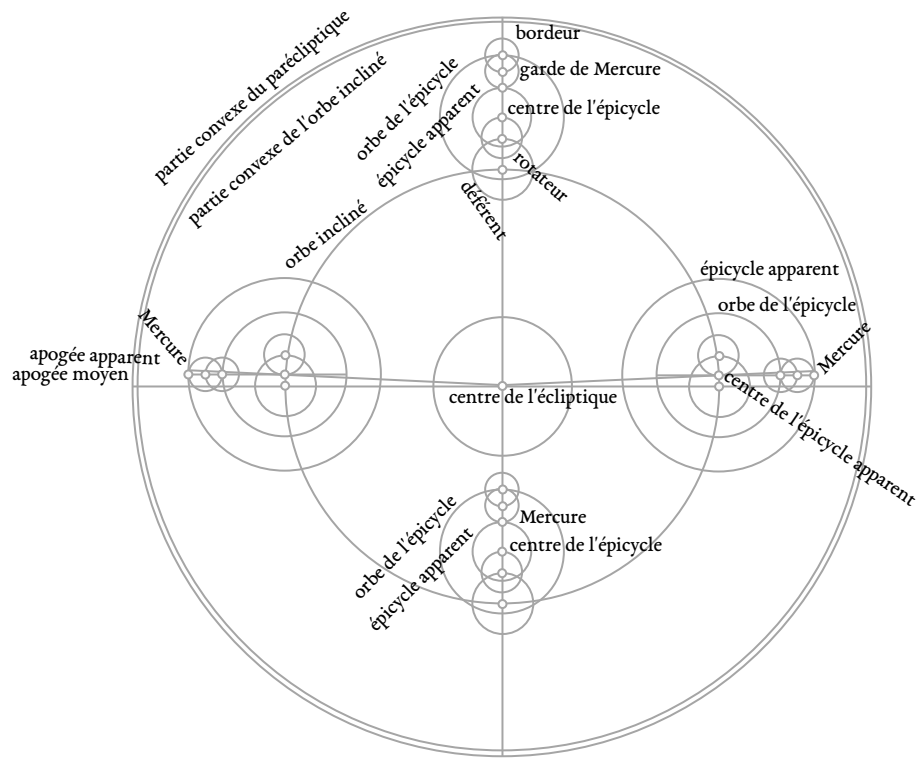 bordeur
partie convexe du parécliptique
partie convexe de l'orbe incliné
orbe de l'épicycle
garde de Mercure
épicycle apparent
centre de l'épicycle
rotateur
déférent
orbe incliné
épicycle apparent
orbe de l'épicycle
Mercure
Mercure
apogée apparent
apogée moyen
centre de l'écliptique
centre de l'épicycle apparent
orbe de l'épicycle
Mercure
épicycle apparent
centre de l'épicycle